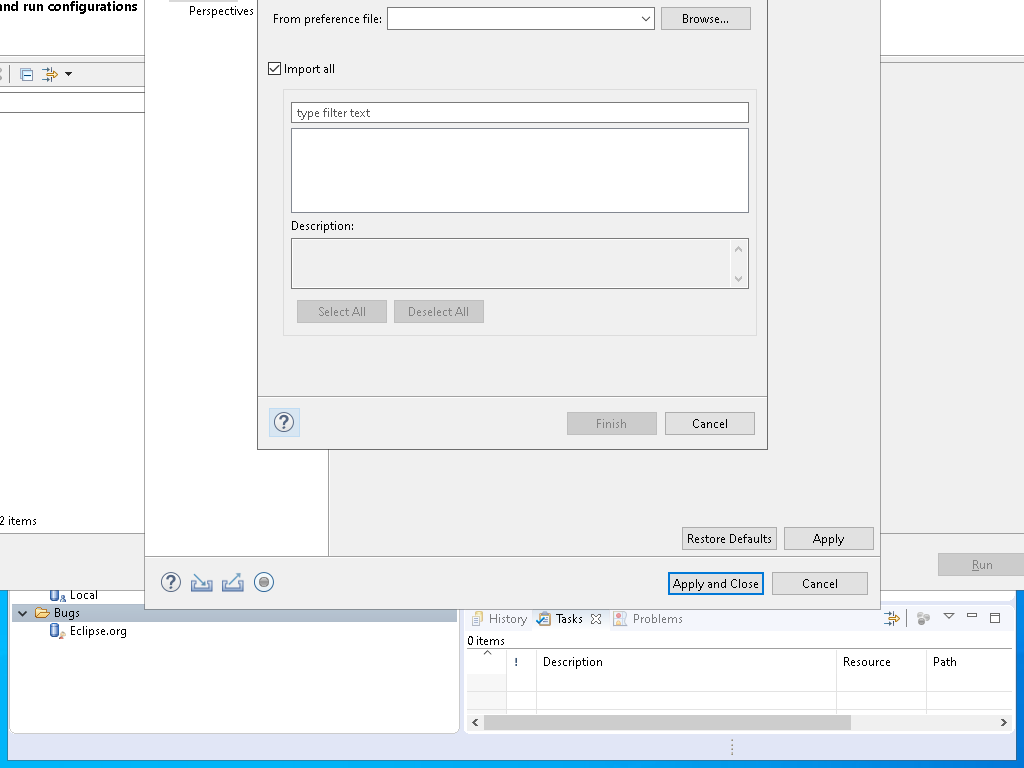 and run configurations
Perspectives
From preference file:
Browse...
Import all
type filter text
Description:
Select All
Deselect All
Finish
Cancel
2 items
Restore Defaults
Apply
Run
Apply and Close
Cancel
Local
Bugs
Eclipse.org
History
Tasks
Problems
0 items
!
Description
Resource
Path